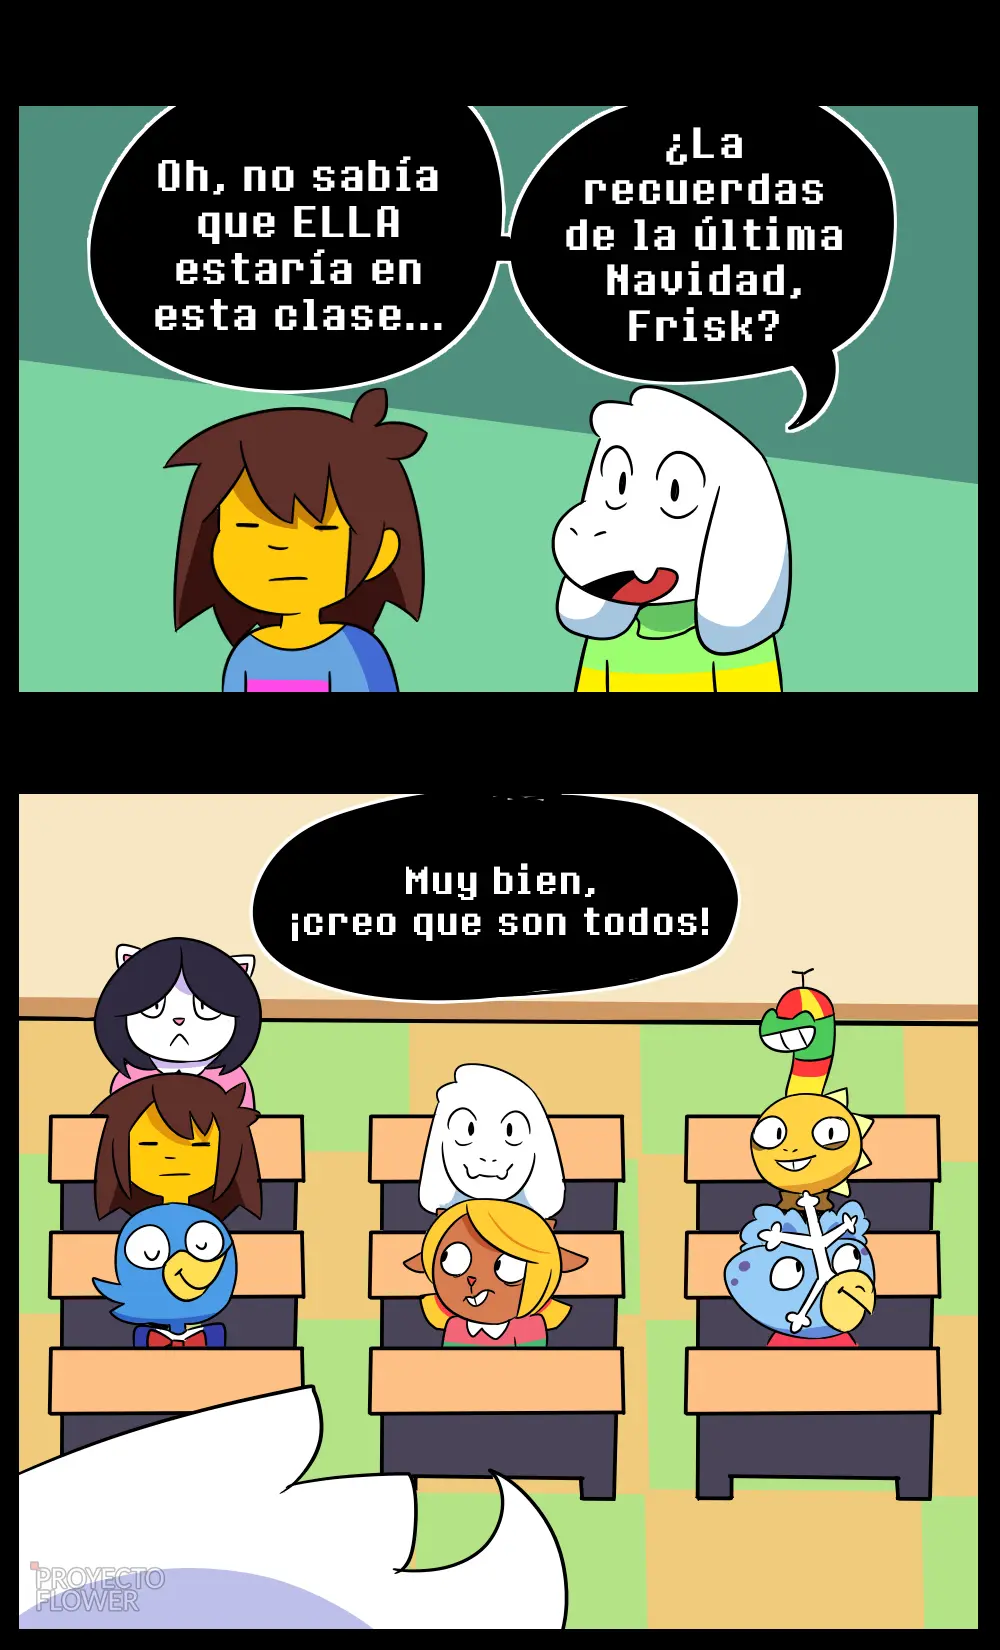 Oh, no sabía
que ELLA
estaría en
esta clase...
¿La
recuerdas
de la última
Navidad,
Frisk?
Muy bien,
¡creo que son todos!
PROYECTO
FLOWER